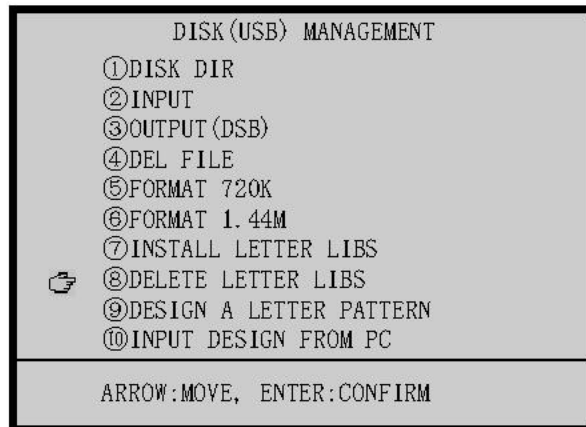 DISK(USB) MANAGEMENT
①DISK DIR
②INPUT
③OUTPUT(DSB)
④DEL FILE
⑤FORMAT 720K
⑥FORMAT 1.44M
⑦INSTALL LETTER LIBS
⑧DELETE LETTER LIBS
⑨DESIGN A LETTER PATTERN
⑩INPUT DESIGN FROM PC
ARROW:MOVE, ENTER:CONFIRM